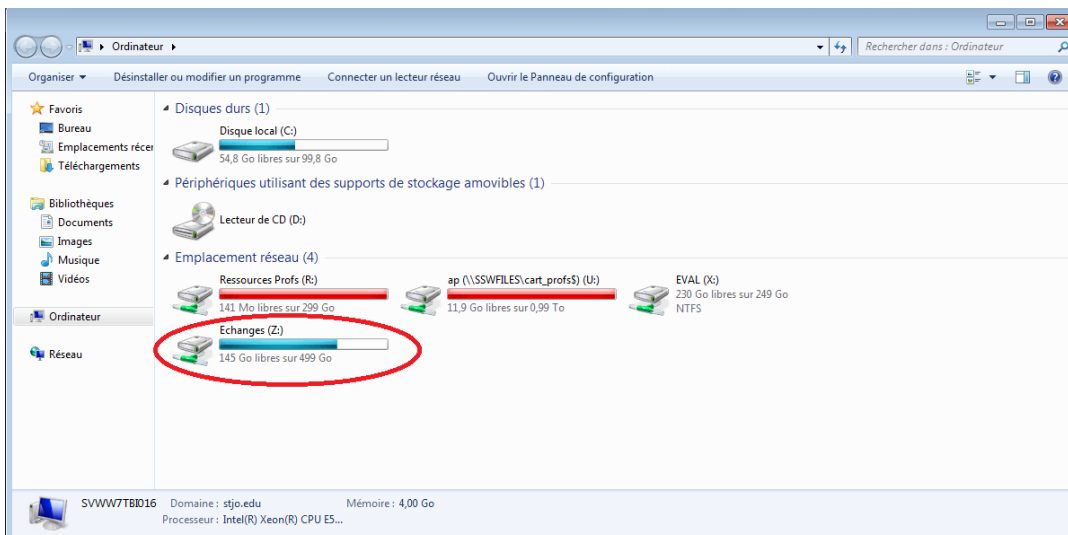 Ordinateur
Rechercher dans : Ordinateur
Organiser
Désinstaller ou modifier un programme
Connecter un lecteur réseau
Ouvrir le Panneau de configuration
Favoris
Bureau
Emplacements récer
Téléchargements
Bibliothèques
Documents
Images
Musique
Vidéos
Ordinateur
Réseau
Disques durs (1)
Disque local (C:)
54,8 Go libres sur 99,8 Go
Périphériques utilisant des supports de stockage amovibles (1)
Lecteur de CD (D:)
Emplacement réseau (4)
Ressources Profs (R:)
141 Mo libres sur 299 Go
ap (\\SSWFILES\cart_profs$) (U:)
11,9 Go libres sur 0,99 To
EVAL (X:)
230 Go libres sur 249 Go
NTFS
Echanges (Z:)
145 Go libres sur 499 Go
SVWW7TBI016 Domaine : stjo.edu Mémoire : 4,00 Go
Processeur : Intel(R) Xeon(R) CPU E5...